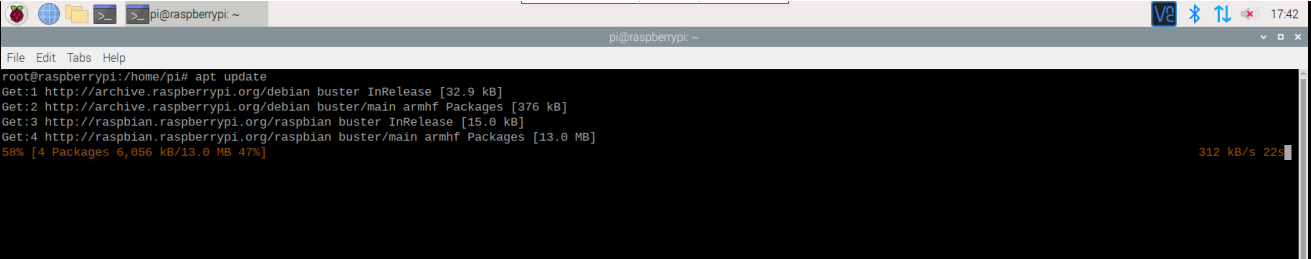 pi@raspberrypi: ~
VNC
17:42
pi@raspberrypi: ~
File Edit Tabs Help
root@raspberrypi:/home/pi# apt update
Get:1 http://archive.raspberrypi.org/debian buster InRelease [32.9 kB]
Get:2 http://archive.raspberrypi.org/debian buster/main armhf Packages [376 kB]
Get:3 http://raspbian.raspberrypi.org/raspbian buster InRelease [15.0 kB]
Get:4 http://raspbian.raspberrypi.org/raspbian buster/main armhf Packages [13.0 MB]
58% [4 Packages 6,056 kB/13.0 MB 47%] 312 kB/s 22s